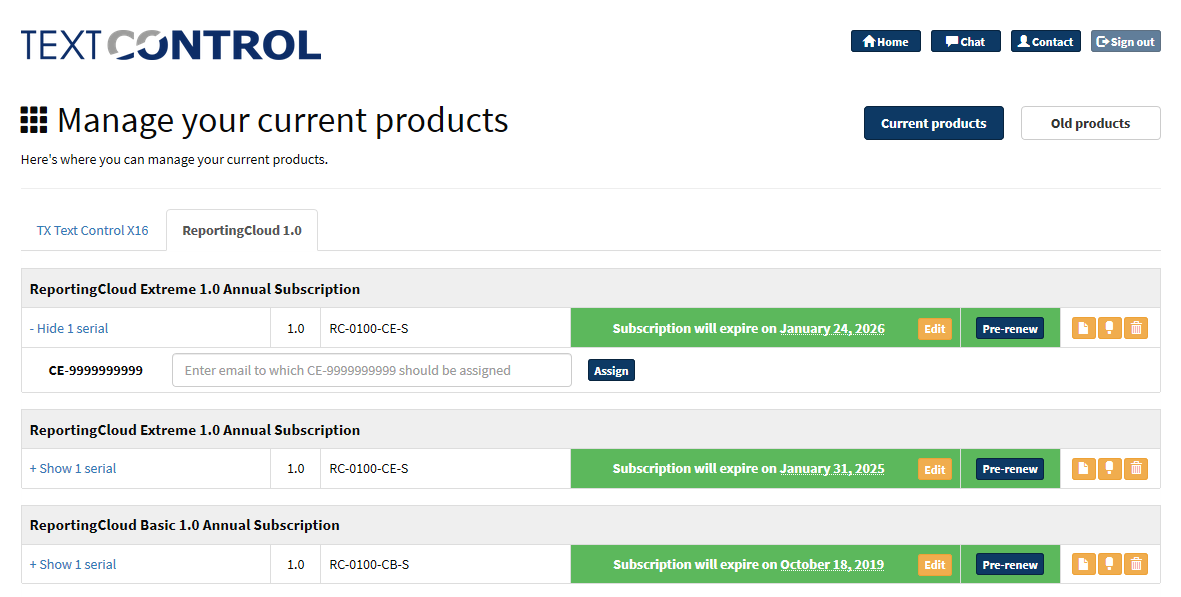 TEXT CONTROL
Home Chat Contact Sign out
Manage your current products
Current products Old products
Here's where you can manage your current products.
TX Text Control X16 ReportingCloud 1.0
ReportingCloud Extreme 1.0 Annual Subscription
- Hide 1 serial 1.0 RC-0100-CE-S Subscription will expire on January 24, 2026 Edit Pre-renew
CE-9999999999 Enter email to which CE-9999999999 should be assigned Assign
ReportingCloud Extreme 1.0 Annual Subscription
+ Show 1 serial 1.0 RC-0100-CE-S Subscription will expire on January 31, 2025 Edit Pre-renew
ReportingCloud Basic 1.0 Annual Subscription
+ Show 1 serial 1.0 RC-0100-CB-S Subscription will expire on October 18, 2019 Edit Pre-renew